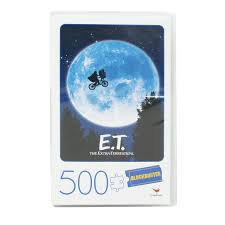 E.T.
THE EXTRA-TERRESTRIAL
500
BLOCKBUSTER